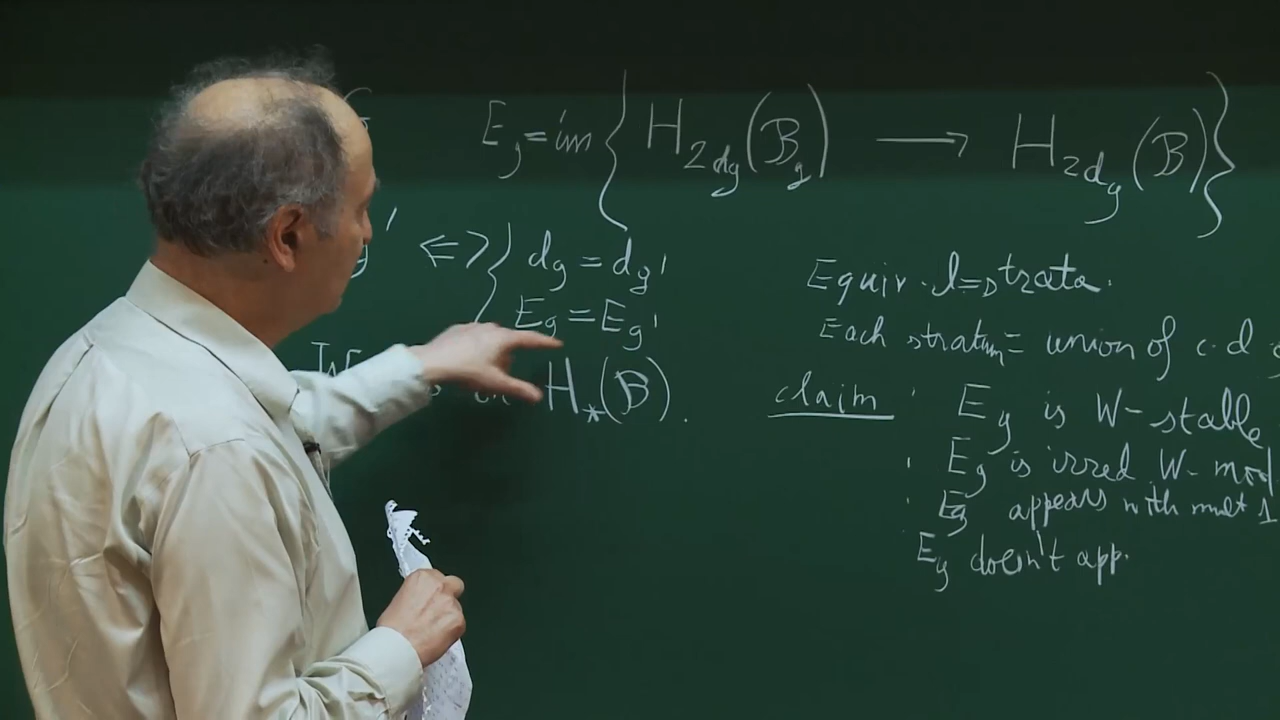 E_g = im { H_{2d_g}(B_g) ⟶ H_{2d_g}(B) }
g' <=> { d_g = d_g'
E_g = E_g'
H_*(B).
Equiv. cl = strata.
Each stratum = union of c.d
claim : E_g is W-stable
E_g is irred W-mod
E_g appears with mult 1
E_g doesn't app.